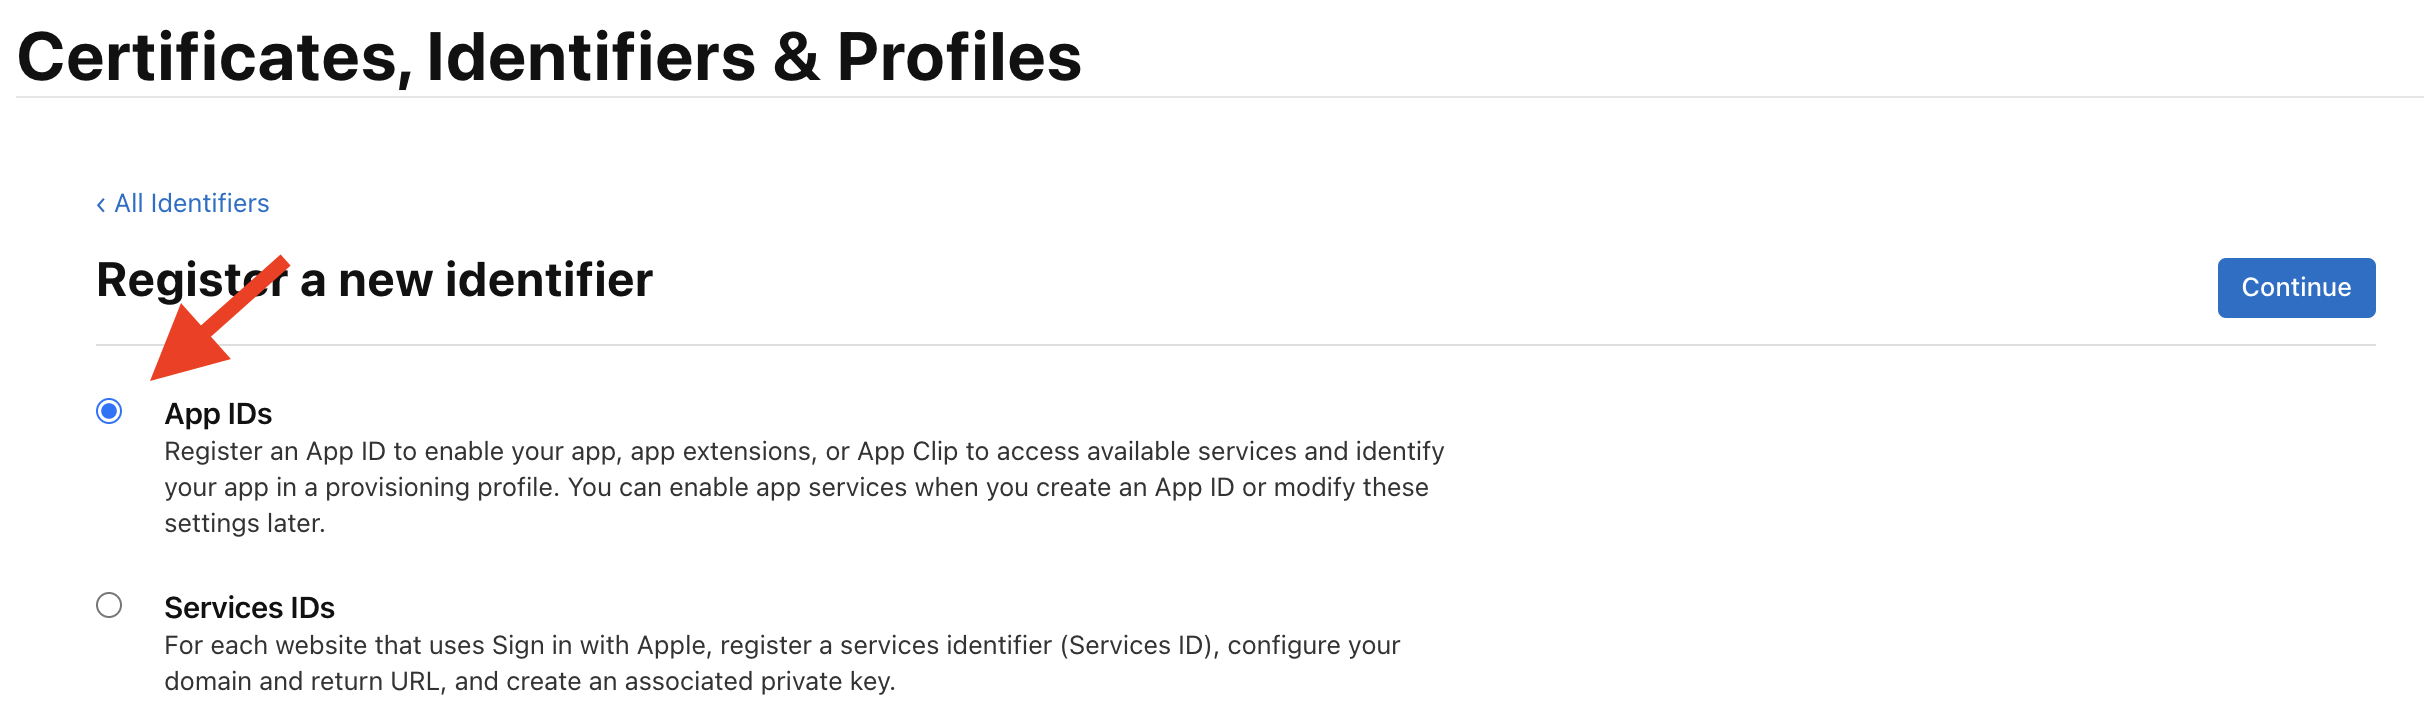 Certificates, Identifiers & Profiles
‹ All Identifiers
Register a new identifier
Continue
App IDs
Register an App ID to enable your app, app extensions, or App Clip to access available services and identify
your app in a provisioning profile. You can enable app services when you create an App ID or modify these
settings later.
Services IDs
For each website that uses Sign in with Apple, register a services identifier (Services ID), configure your
domain and return URL, and create an associated private key.